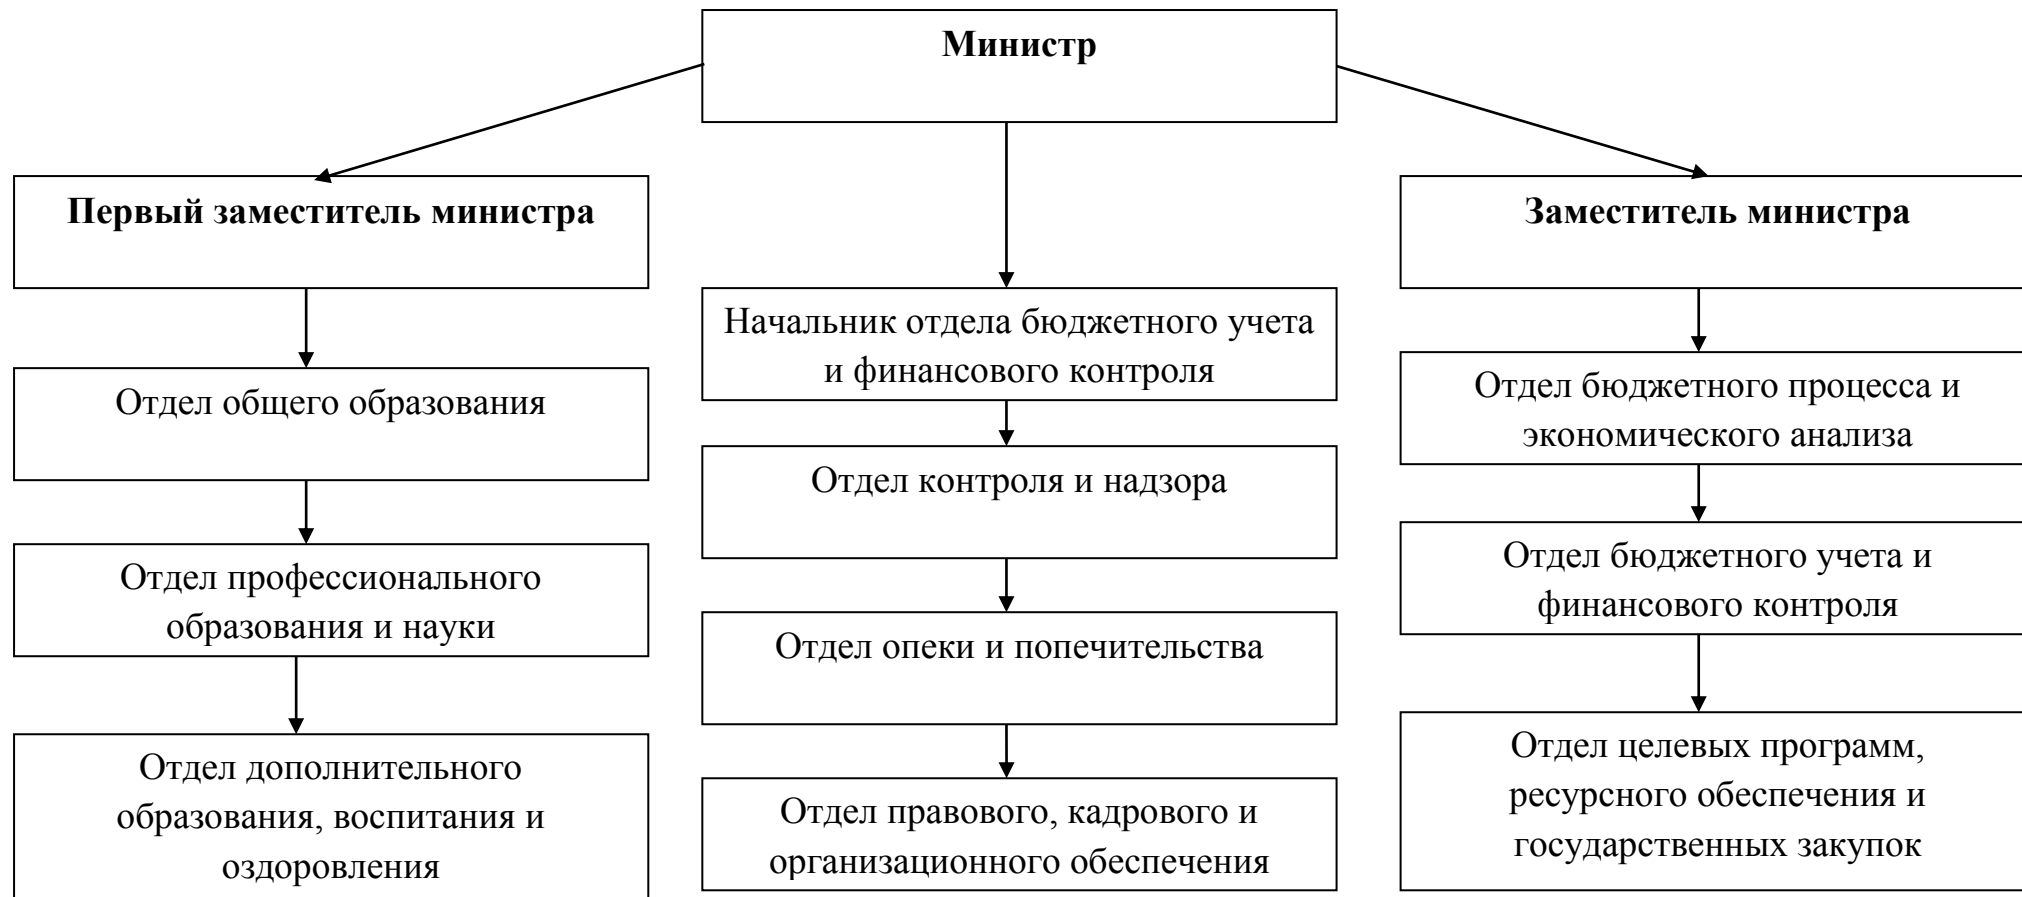 Министр
Первый заместитель министра
Отдел общего образования
Отдел профессионального
образования и науки
Отдел дополнительного
образования, воспитания и
оздоровления
Начальник отдела бюджетного учета
и финансового контроля
Отдел контроля и надзора
Отдел опеки и попечительства
Отдел правового, кадрового и
организационного обеспечения
Заместитель министра
Отдел бюджетного процесса и
экономического анализа
Отдел бюджетного учета и
финансового контроля
Отдел целевых программ,
ресурсного обеспечения и
государственных закупок